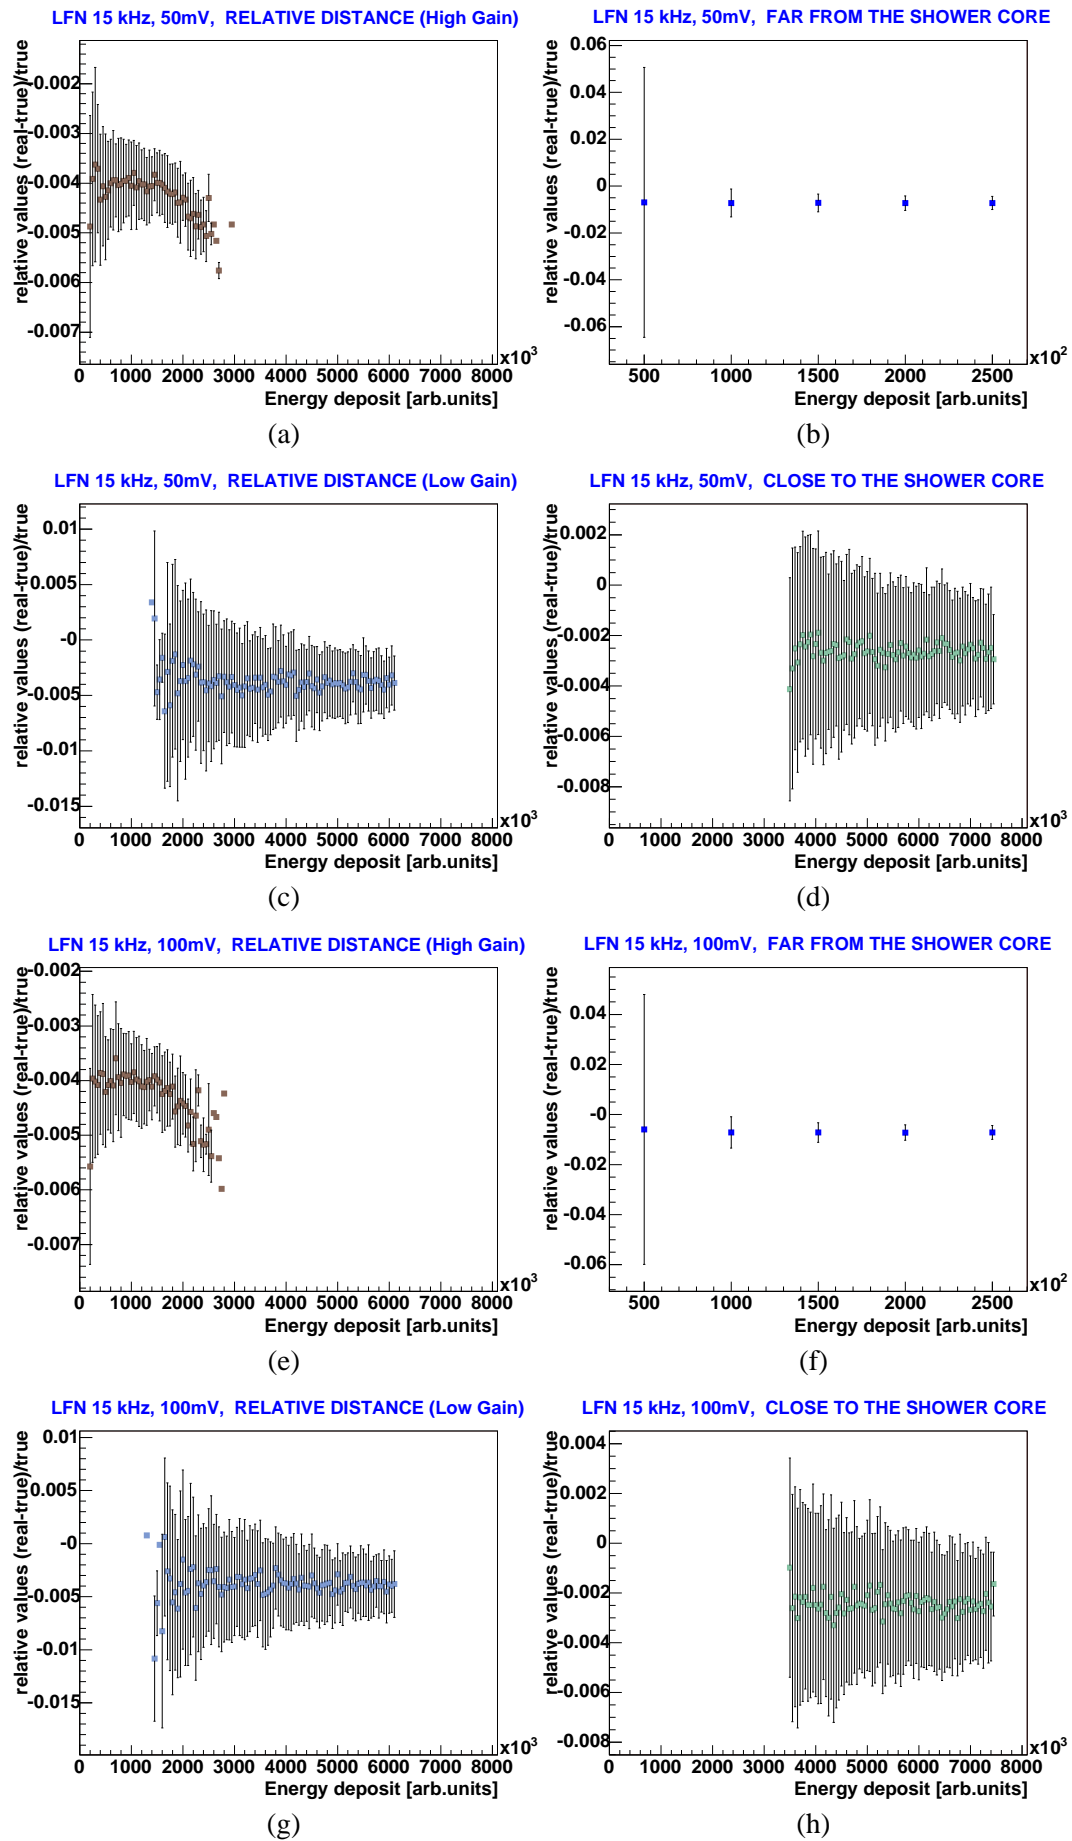 LFN 15 kHz, 50mV, RELATIVE DISTANCE (High Gain)
relative values (real-true)/true
-0.002
-0.003
-0.004
-0.005
-0.006
-0.007
0 1000 2000 3000 4000 5000 6000 7000 8000
x10³
Energy deposit [arb.units]
(a)
LFN 15 kHz, 50mV, FAR FROM THE SHOWER CORE
relative values (real-true)/true
0.06
0.04
0.02
0
-0.02
-0.04
-0.06
500 1000 1500 2000 2500
x10²
Energy deposit [arb.units]
(b)
LFN 15 kHz, 50mV, RELATIVE DISTANCE (Low Gain)
relative values (real-true)/true
0.01
0.005
-0
-0.005
-0.01
-0.015
0 1000 2000 3000 4000 5000 6000 7000 8000
x10³
Energy deposit [arb.units]
(c)
LFN 15 kHz, 50mV, CLOSE TO THE SHOWER CORE
relative values (real-true)/true
0.002
0
-0.002
-0.004
-0.006
-0.008
0 1000 2000 3000 4000 5000 6000 7000 8000
x10³
Energy deposit [arb.units]
(d)
LFN 15 kHz, 100mV, RELATIVE DISTANCE (High Gain)
relative values (real-true)/true
-0.002
-0.003
-0.004
-0.005
-0.006
-0.007
0 1000 2000 3000 4000 5000 6000 7000 8000
x10³
Energy deposit [arb.units]
(e)
LFN 15 kHz, 100mV, FAR FROM THE SHOWER CORE
relative values (real-true)/true
0.04
0.02
-0
-0.02
-0.04
-0.06
500 1000 1500 2000 2500
x10²
Energy deposit [arb.units]
(f)
LFN 15 kHz, 100mV, RELATIVE DISTANCE (Low Gain)
relative values (real-true)/true
0.01
0.005
-0
-0.005
-0.01
-0.015
0 1000 2000 3000 4000 5000 6000 7000 8000
x10³
Energy deposit [arb.units]
(g)
LFN 15 kHz, 100mV, CLOSE TO THE SHOWER CORE
relative values (real-true)/true
0.004
0.002
0
-0.002
-0.004
-0.006
-0.008
0 1000 2000 3000 4000 5000 6000 7000 8000
x10³
Energy deposit [arb.units]
(h)